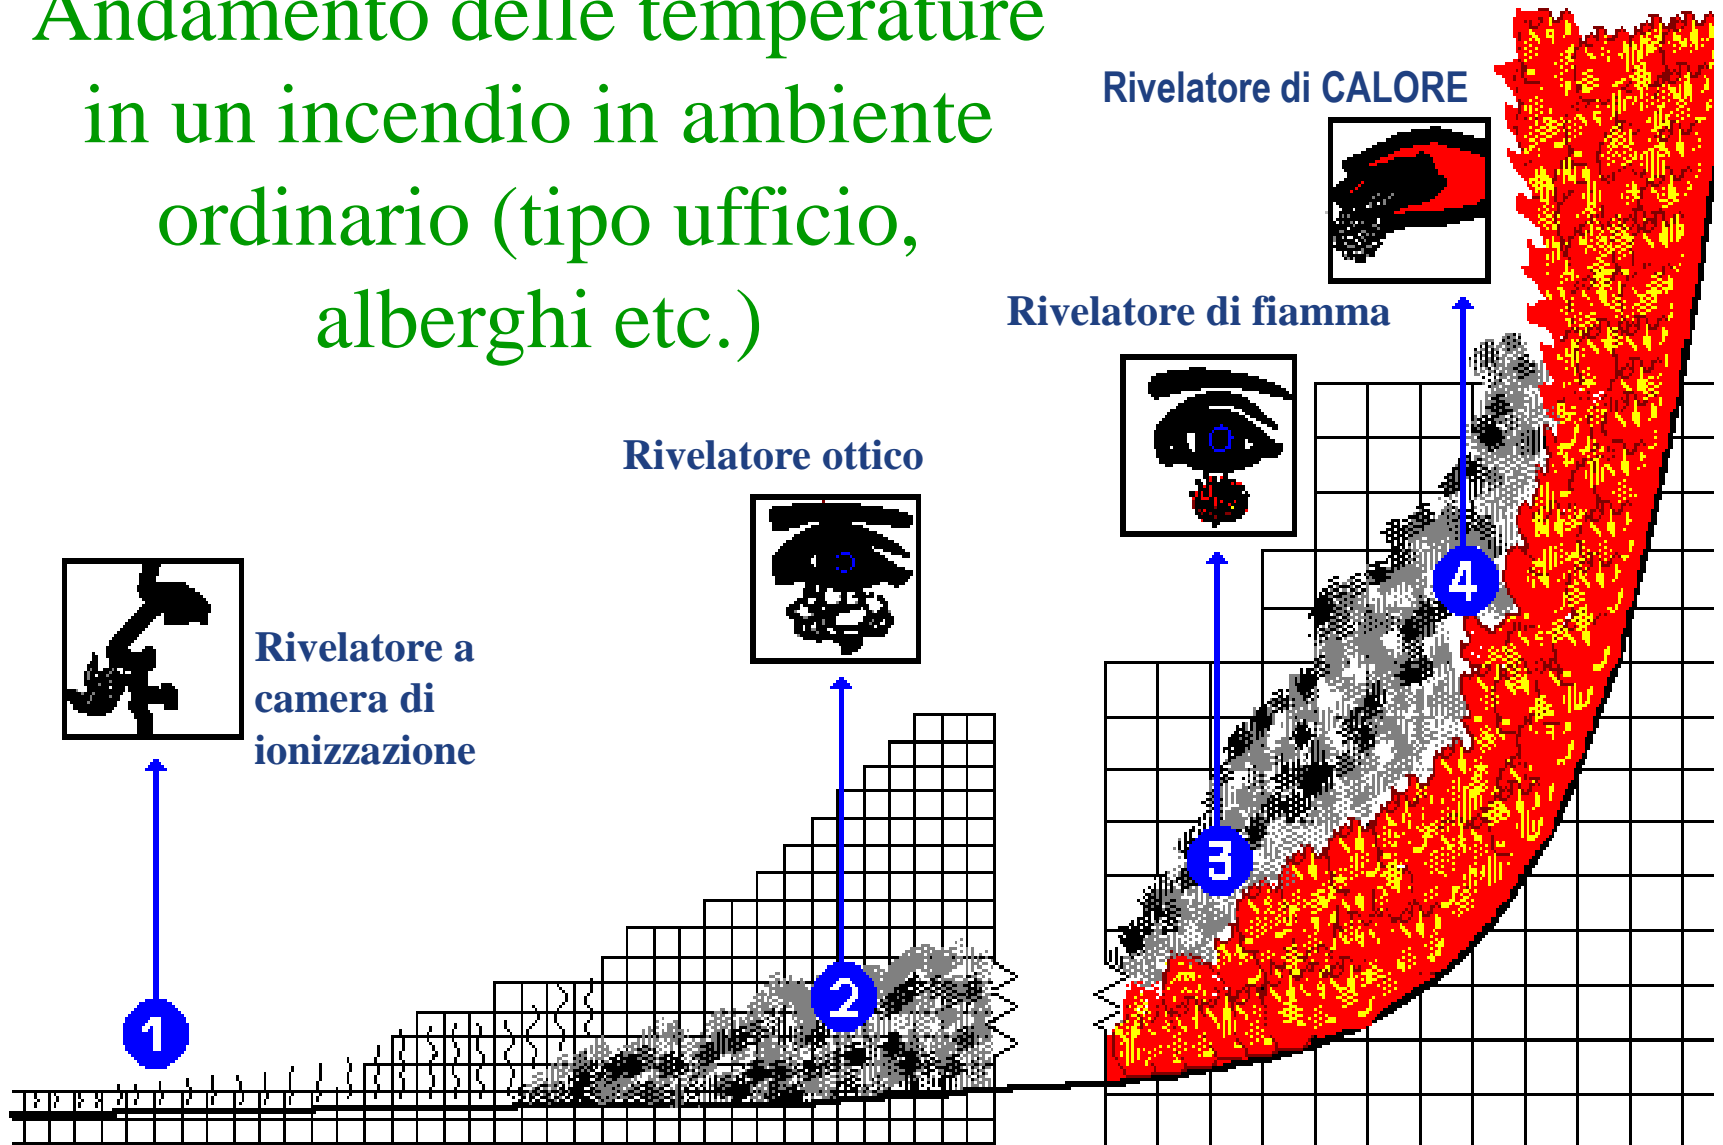 Andamento delle temperature
in un incendio in ambiente
ordinario (tipo ufficio,
alberghi etc.)
Rivelatore di CALORE
Rivelatore di fiamma
Rivelatore ottico
Rivelatore a
camera di
ionizzazione
1
2
3
4